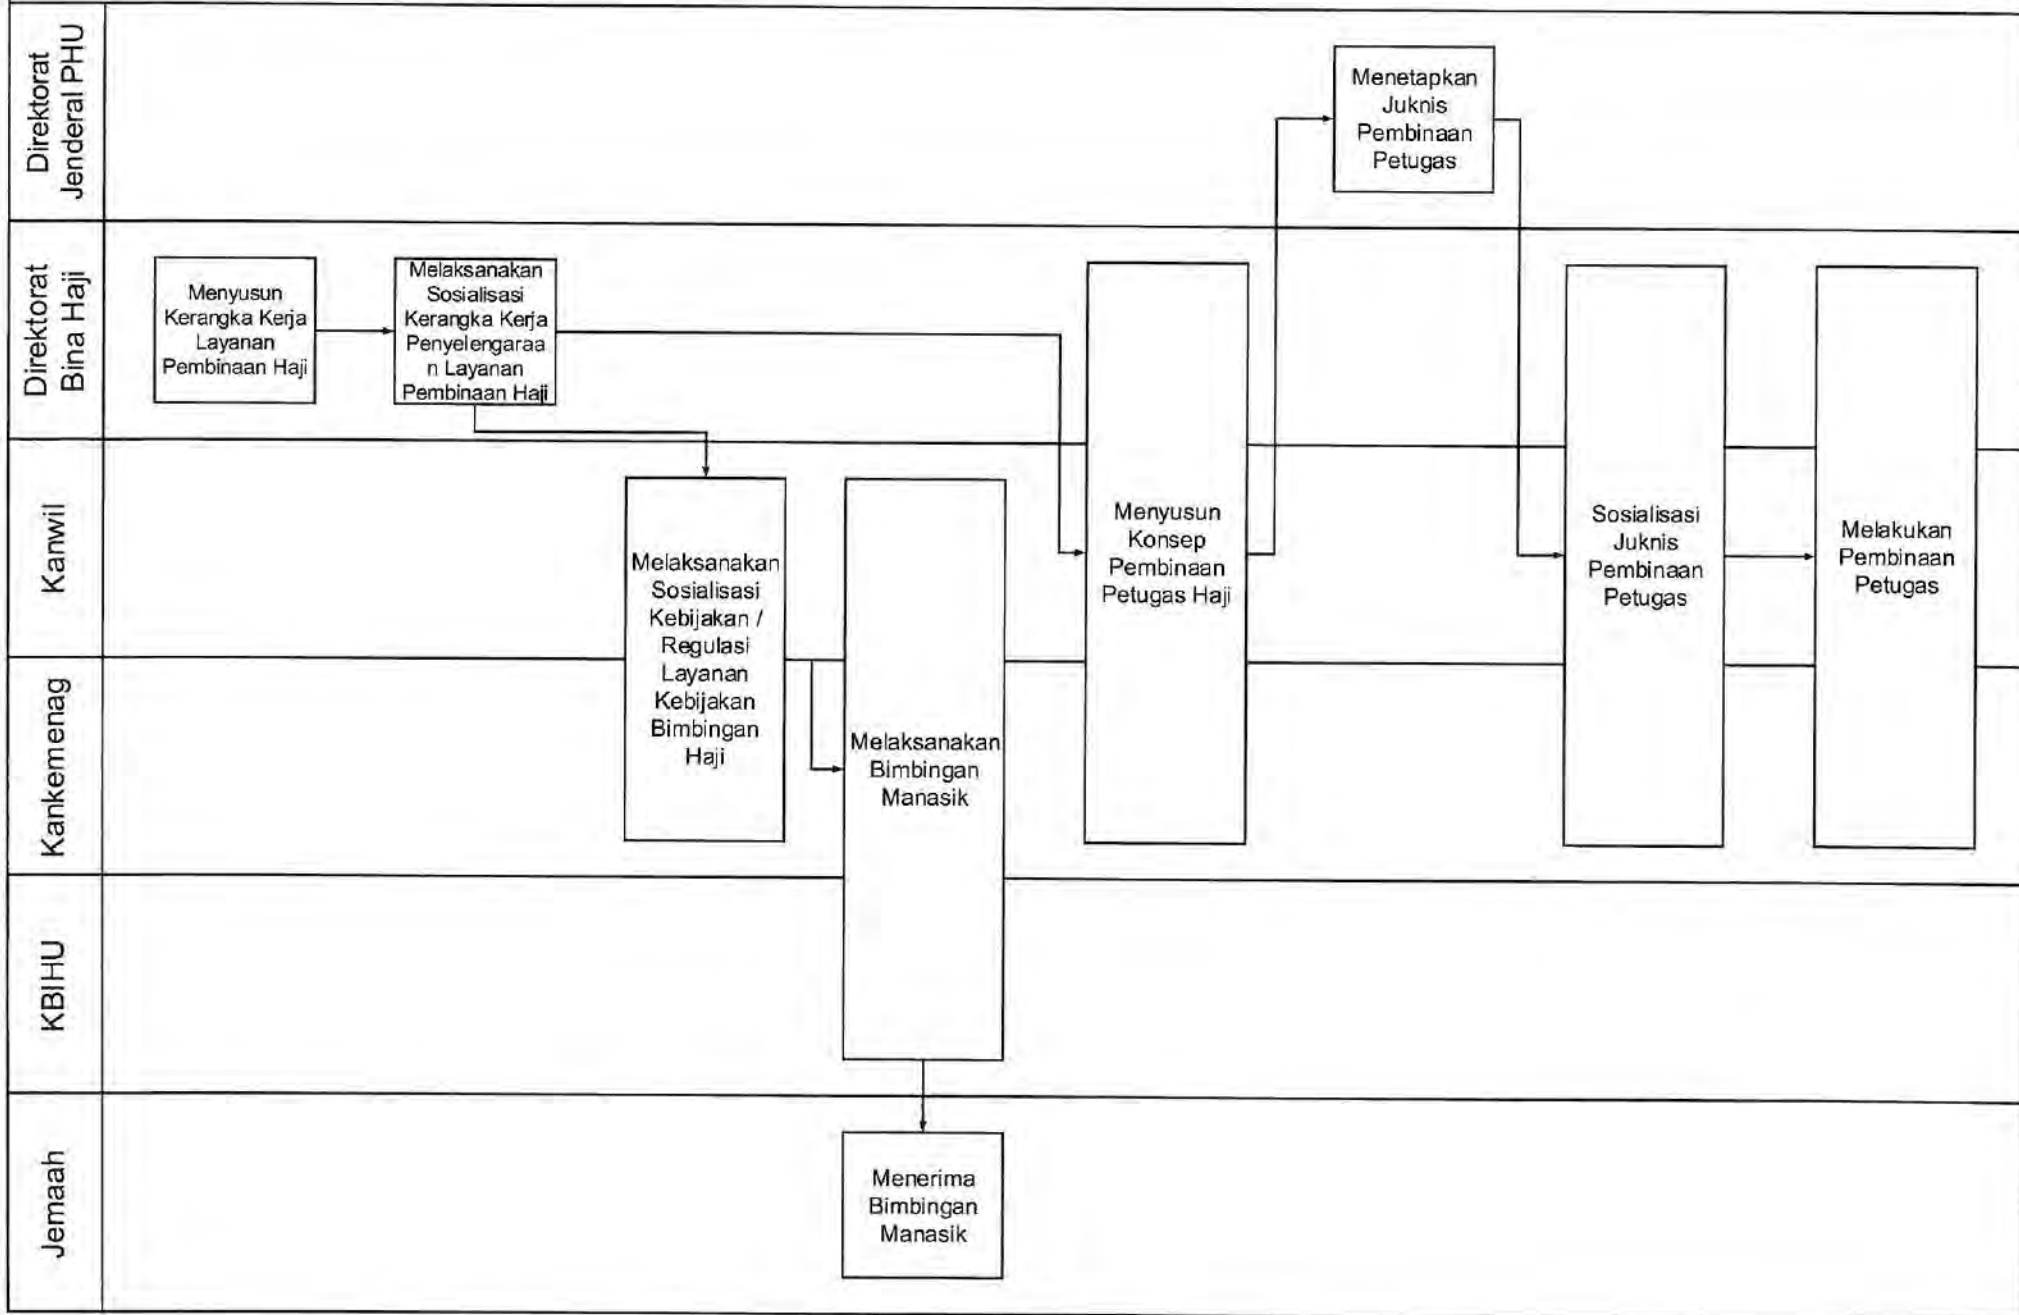 Direktorat
Jenderal PHU
Menetapkan
Juknis
Pembinaan
Petugas
Direktorat
Bina Haji
Menyusun
Kerangka Kerja
Layanan
Pembinaan Haji
Melaksanakan
Sosialisasi
Kerangka Kerja
Penyelengaraa
n Layanan
Pembinaan Haji
Kanwil
Melaksanakan
Sosialisasi
Kebijakan /
Regulasi
Layanan
Kebijakan
Bimbingan
Haji
Menyusun
Konsep
Pembinaan
Petugas Haji
Sosialisasi
Juknis
Pembinaan
Petugas
Melakukan
Pembinaan
Petugas
Kankemenag
Melaksanakan
Bimbingan
Manasik
KBIHU
Jemaah
Menerima
Bimbingan
Manasik